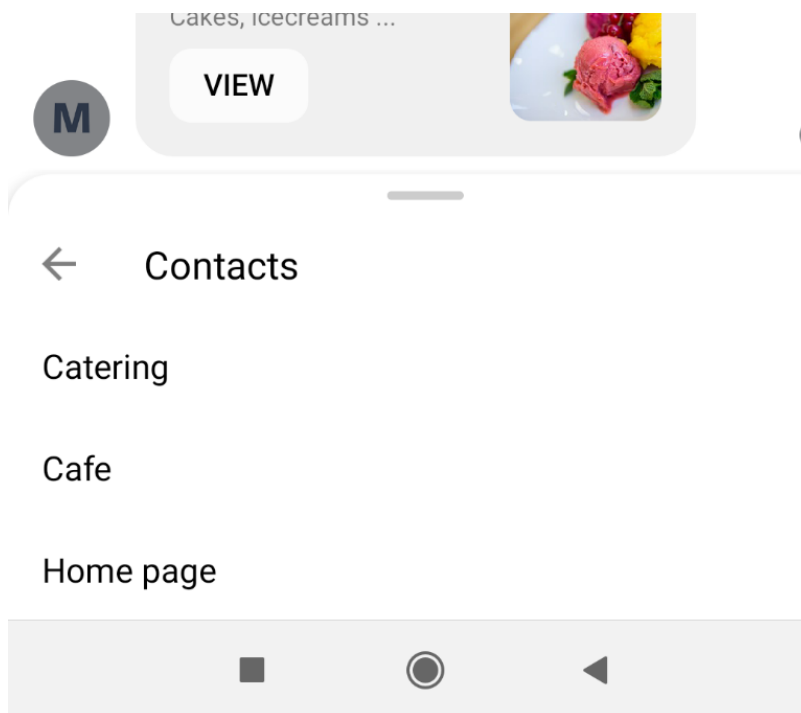 Cakes, icecreams ...
VIEW
M
Contacts
Catering
Cafe
Home page